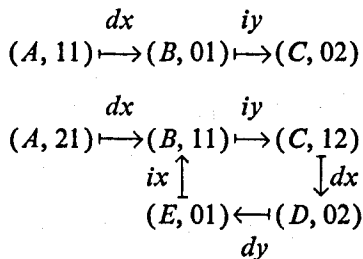 dx iy
(A, 11) ⟼ (B, 01) ⟼ (C, 02)
dx iy
(A, 21) ⟼ (B, 11) ⟼ (C, 12)
ix dx
(E, 01) ⟻ (D, 02)
dy